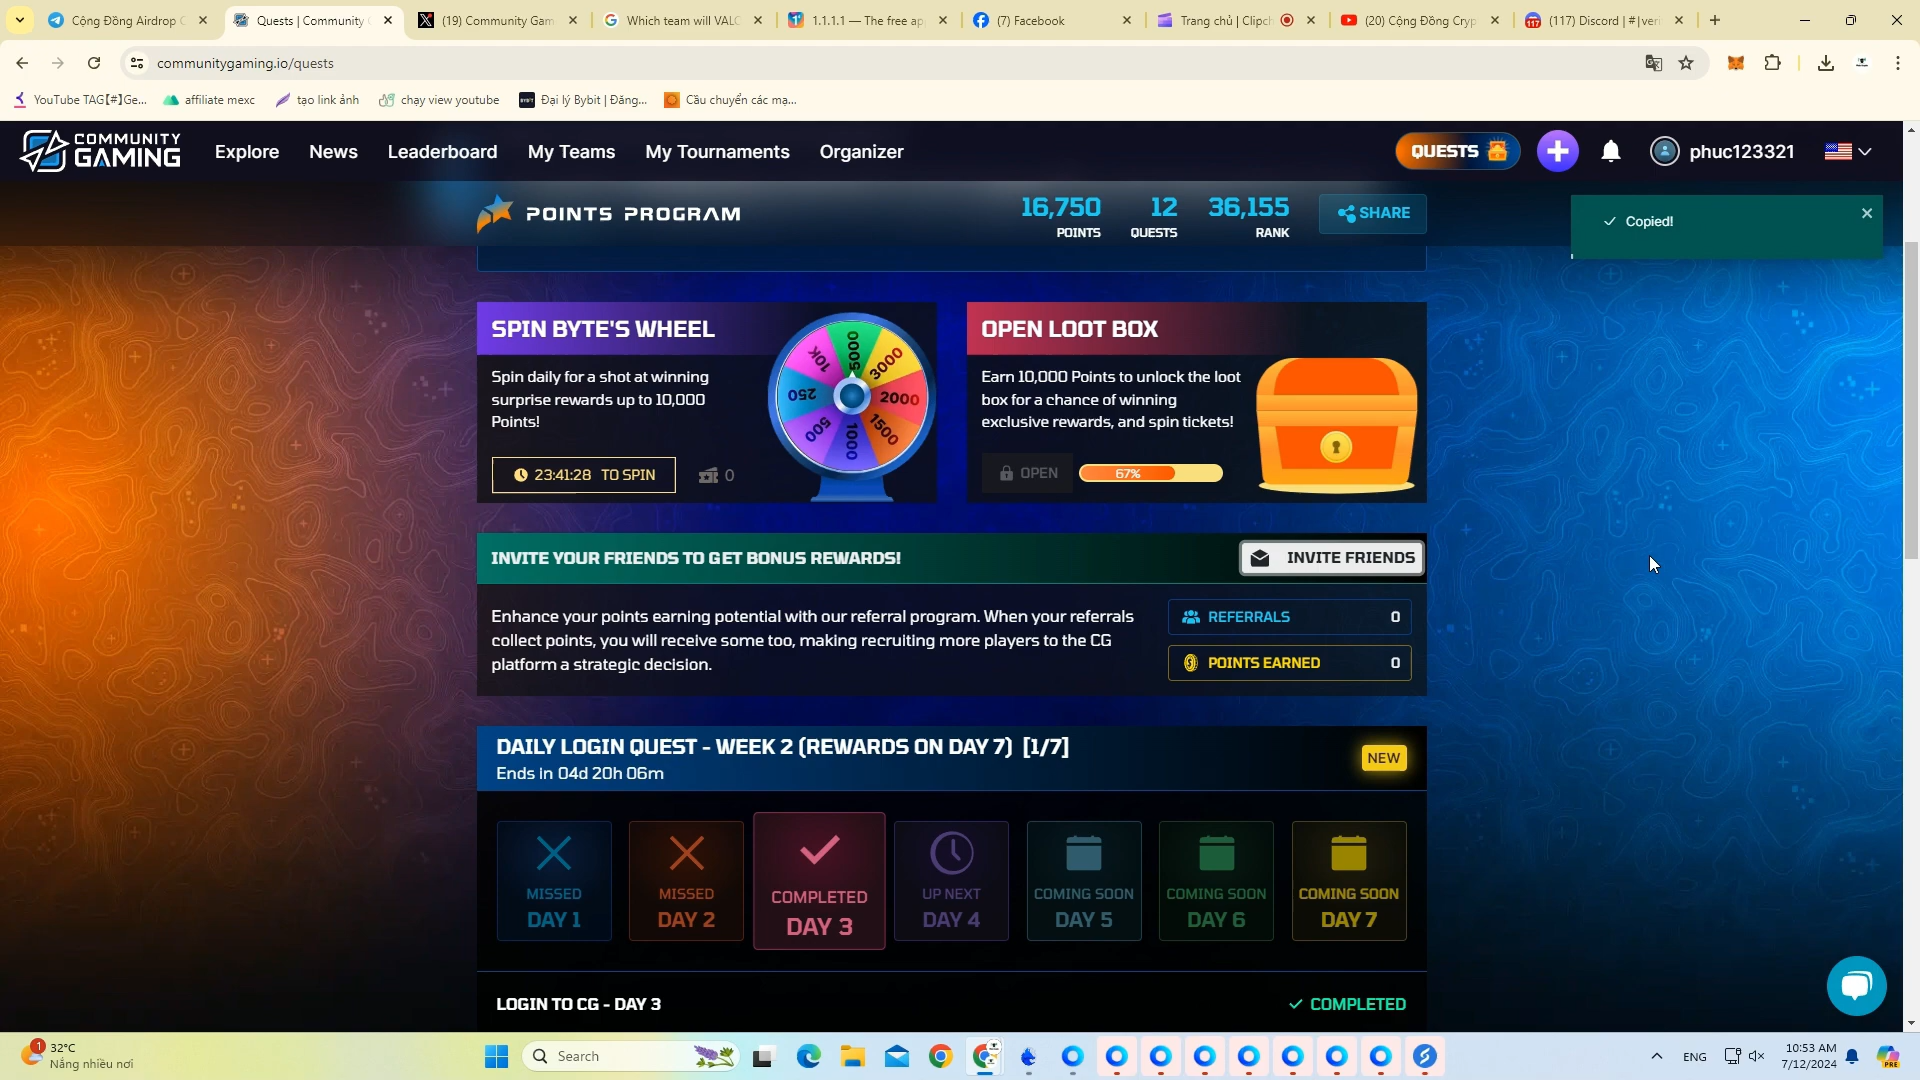 Cộng Đồng Airdrop C
Quests | Community G
(19) Community Gam
Which team will VALO
1.1.1.1 — The free ap
(7) Facebook
Trang chủ | Clipch
(20) Cộng Đồng Cryp
(117) Discord | #|veri
communitygaming.io/quests
YouTube TAG【#】Ge...
affiliate mexc
tạo link ảnh
chạy view youtube
Đại lý Bybit | Đăng...
Cầu chuyển các mạ...
COMMUNITY
GAMING
Explore
News
Leaderboard
My Teams
My Tournaments
Organizer
QUESTS
phuc123321
POINTS PROGRAM
16,750
POINTS
12
QUESTS
36,155
RANK
SHARE
Copied!
SPIN BYTE'S WHEEL
Spin daily for a shot at winning
surprise rewards up to 10,000
Points!
23:41:28 TO SPIN
0
5000
3000
2000
1500
1000
500
250
10K
OPEN LOOT BOX
Earn 10,000 Points to unlock the loot
box for a chance of winning
exclusive rewards, and spin tickets!
OPEN
67%
INVITE YOUR FRIENDS TO GET BONUS REWARDS!
INVITE FRIENDS
Enhance your points earning potential with our referral program. When your referrals
collect points, you will receive some too, making recruiting more players to the CG
platform a strategic decision.
REFERRALS 0
POINTS EARNED 0
DAILY LOGIN QUEST - WEEK 2 (REWARDS ON DAY 7) [1/7]
Ends in 04d 20h 06m
NEW
MISSED
DAY 1
MISSED
DAY 2
COMPLETED
DAY 3
UP NEXT
DAY 4
COMING SOON
DAY 5
COMING SOON
DAY 6
COMING SOON
DAY 7
LOGIN TO CG - DAY 3
COMPLETED
1
32°C
Nắng nhiều nơi
Search
ENG
10:53 AM
7/12/2024
PRE